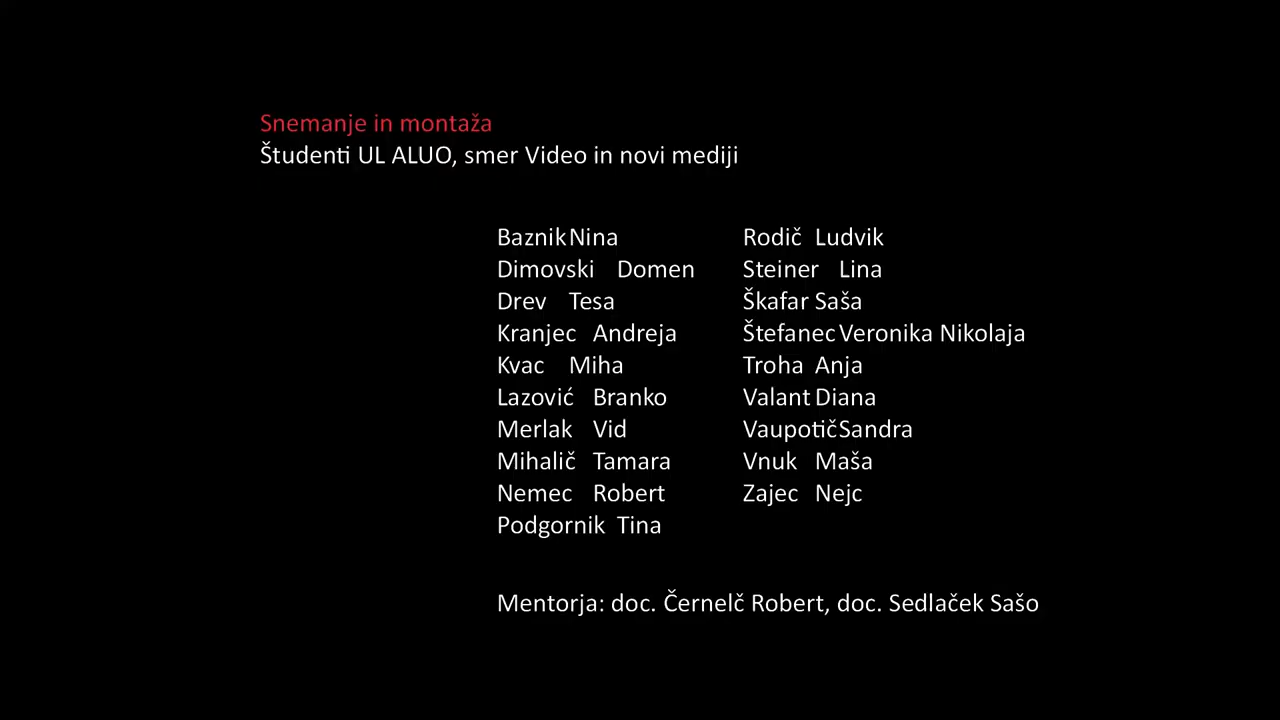 Snemanje in montaža
Študenti UL ALUO, smer Video in novi mediji
Baznik Nina
Dimovski Domen
Drev Tesa
Kranjec Andreja
Kvac Miha
Lazović Branko
Merlak Vid
Mihalič Tamara
Nemec Robert
Podgornik Tina
Rodič Ludvik
Steiner Lina
Škafar Saša
Štefanec Veronika Nikolaja
Troha Anja
Valant Diana
Vaupotič Sandra
Vnuk Maša
Zajec Nejc
Mentorja: doc. Černelč Robert, doc. Sedlaček Sašo